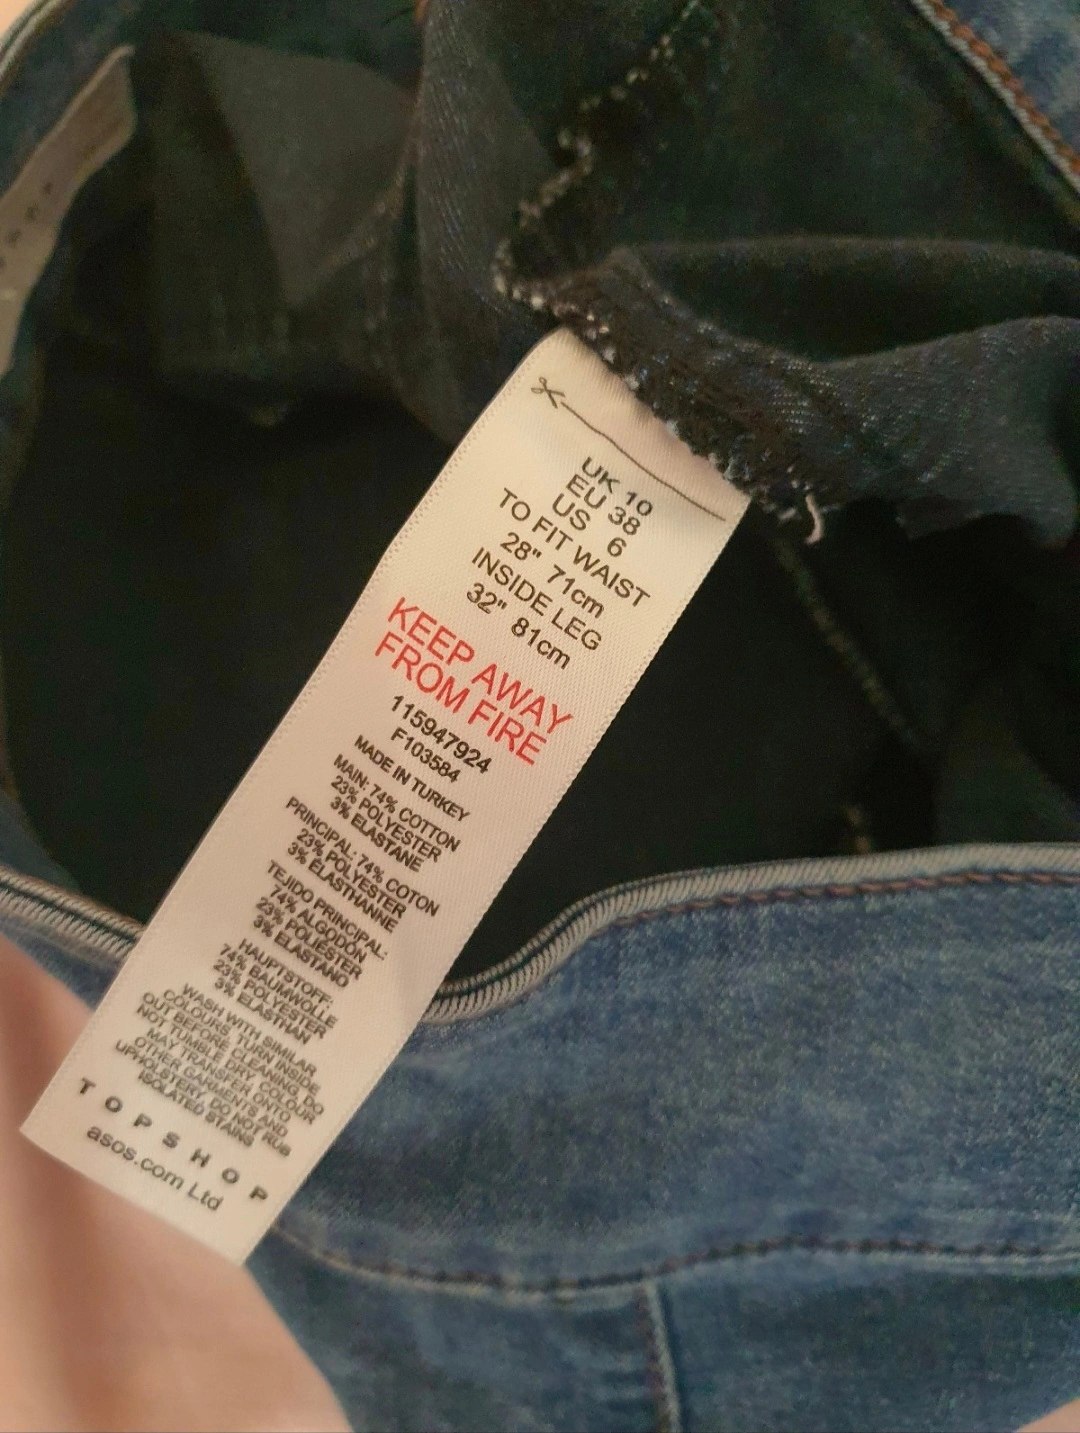 UK 10
EU 38
US 6
TO FIT WAIST
28" 71cm
INSIDE LEG
32" 81cm
KEEP AWAY
FROM FIRE
115947924
F103584
MADE IN TURKEY
MAIN: 74% COTTON
23% POLYESTER
3% ELASTANE
PRINCIPAL: 74% COTON
23% POLYESTER
3% ELASTHANNE
TEJIDO PRINCIPAL:
74% ALGODÓN
23% POLIÉSTER
3% ELASTANO
HAUPTSTOFF:
74% BAUMWOLLE
23% POLYESTER
3% ELASTHAN
WASH WITH SIMILAR
COLOURS, TURN INSIDE
OUT BEFORE CLEANING, DO
NOT TUMBLE DRY, COLOUR
MAY TRANSFER ONTO
OTHER GARMENTS AND
UPHOLSTERY, DO NOT RUB
ISOLATED STAINS
TOPSHOP
asos.com Ltd